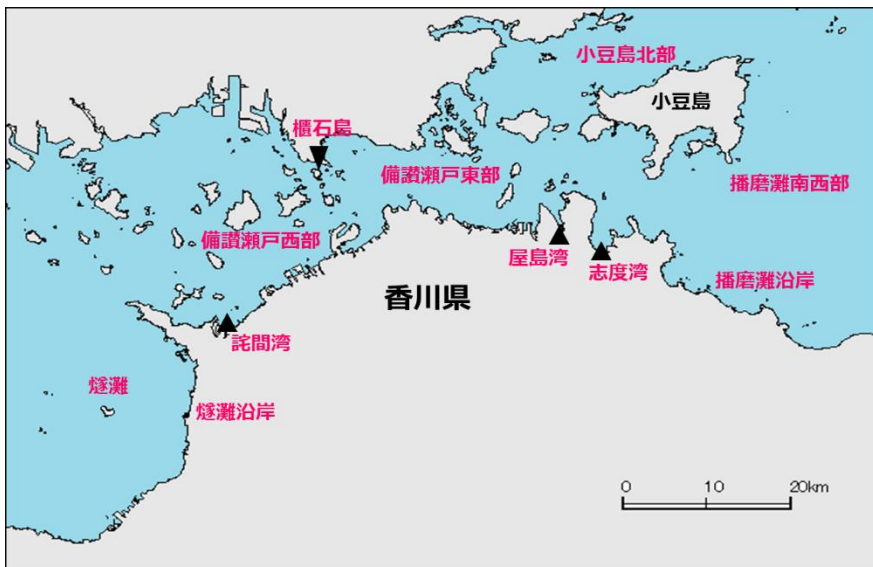 小豆島北部
小豆島
櫃石島
備讃瀬戸東部
播磨灘南西部
備讃瀬戸西部
屋島湾
志度湾
播磨灘沿岸
香川県
詫間湾
燧灘
燧灘沿岸
0 10 20km